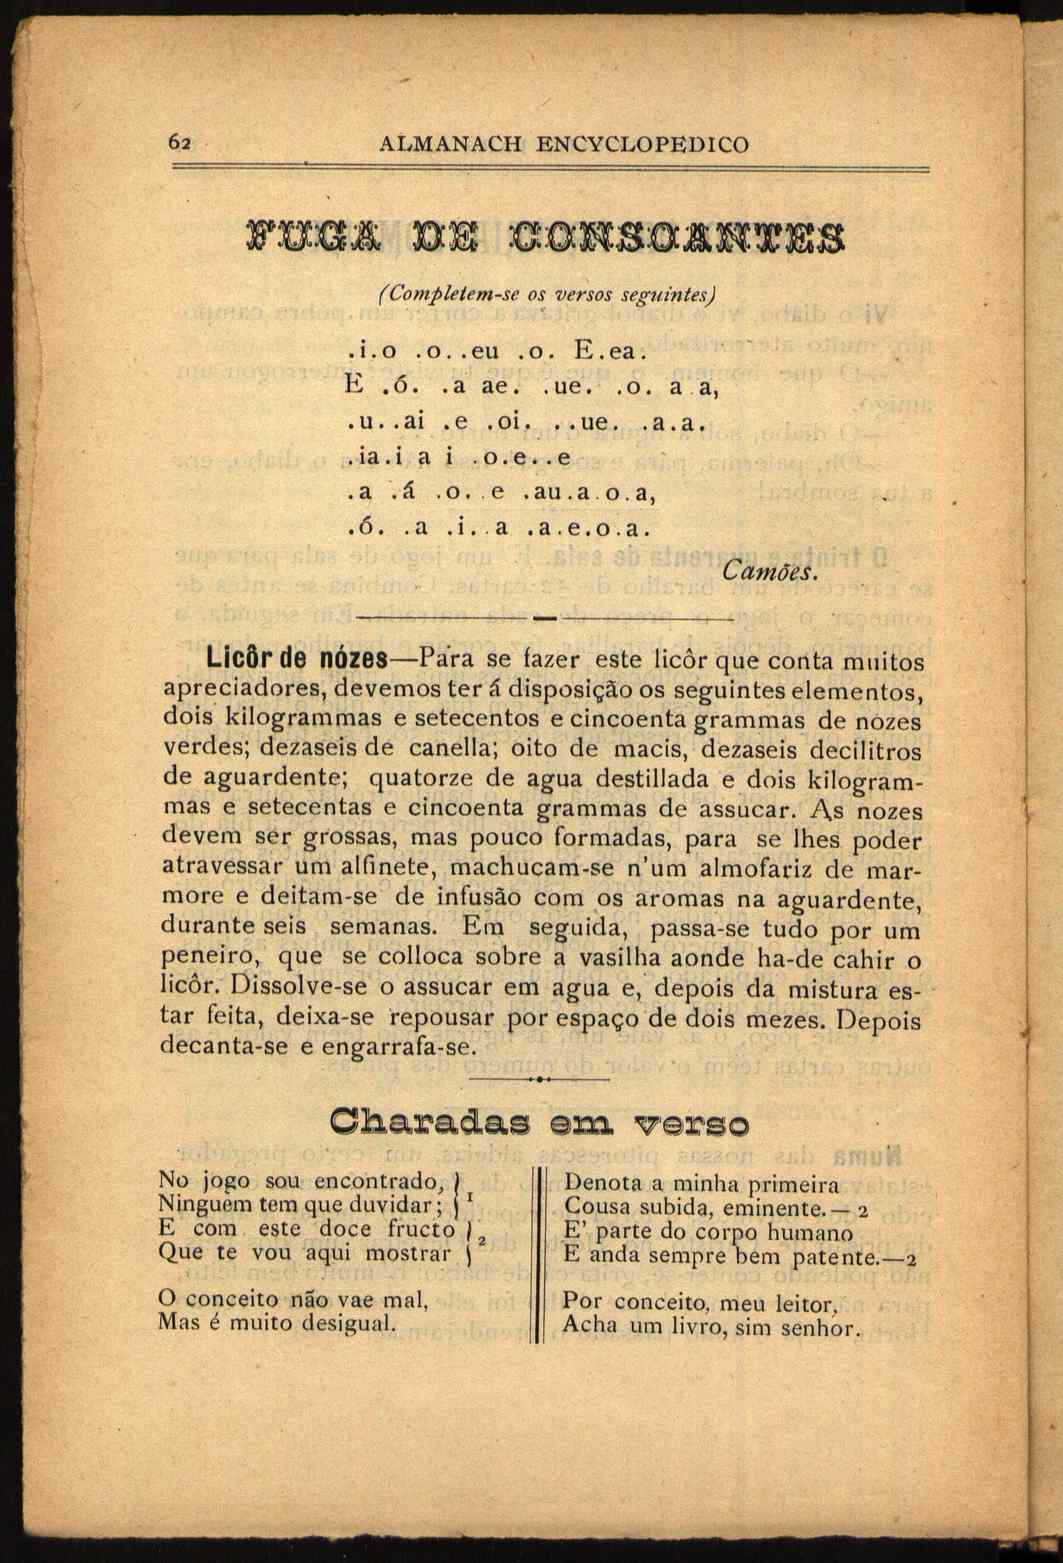 62
ALMANACH ENCYCLOPEDICO
FUGA DE CONSOANTES
(Completem-se os versos seguintes)
.i.o .o. .eu .o. E.ea.
E .ó. .a ae. .ue. .o. a a,
.u. .ai .e .oi. . .ue. .a.a.
.ia.i a i .o.e. .e
.a .á .o. . e .au.a.o.a,
.ó. .a .i. . a .a.e.o.a.
Camões.
Licôr de nózes—Para se fazer este licôr que conta muitos
apreciadores, devemos ter á disposição os seguintes elementos,
dois kilogrammas e setecentos e cincoenta grammas de nozes
verdes; dezaseis de canella; oito de macis, dezaseis decilitros
de aguardente; quatorze de agua destillada e dois kilogram-
mas e setecentas e cincoenta grammas de assucar. As nozes
devem ser grossas, mas pouco formadas, para se lhes poder
atravessar um alfinete, machucam-se n'um almofariz de mar-
more e deitam-se de infusão com os aromas na aguardente,
durante seis semanas. Em seguida, passa-se tudo por um
peneiro, que se colloca sobre a vasilha aonde ha-de cahir o
licôr. Dissolve-se o assucar em agua e, depois da mistura es-
tar feita, deixa-se repousar por espaço de dois mezes. Depois
decanta-se e engarrafa-se.
Charadas em verso
No jogo sou encontrado,
Ninguem tem que duvidar; } 1
E com este doce fructo
Que te vou aqui mostrar } 2
O conceito não vae mal,
Mas é muito desigual.
Denota a minha primeira
Cousa subida, eminente.—2
E' parte do corpo humano
E anda sempre bem patente.—2
Por conceito, meu leitor,
Acha um livro, sim senhor.